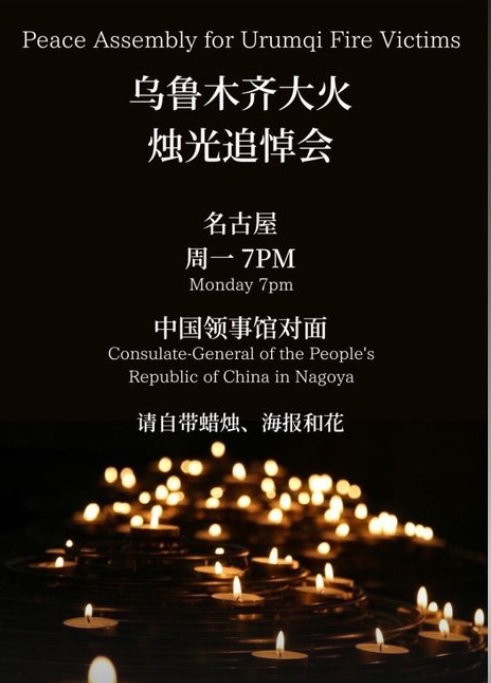 Peace Assembly for Urumqi Fire Victims
乌鲁木齐大火
烛光追悼会
名古屋
周一 7PM
Monday 7pm
中国领事馆对面
Consulate-General of the People's
Republic of China in Nagoya
请自带蜡烛、海报和花